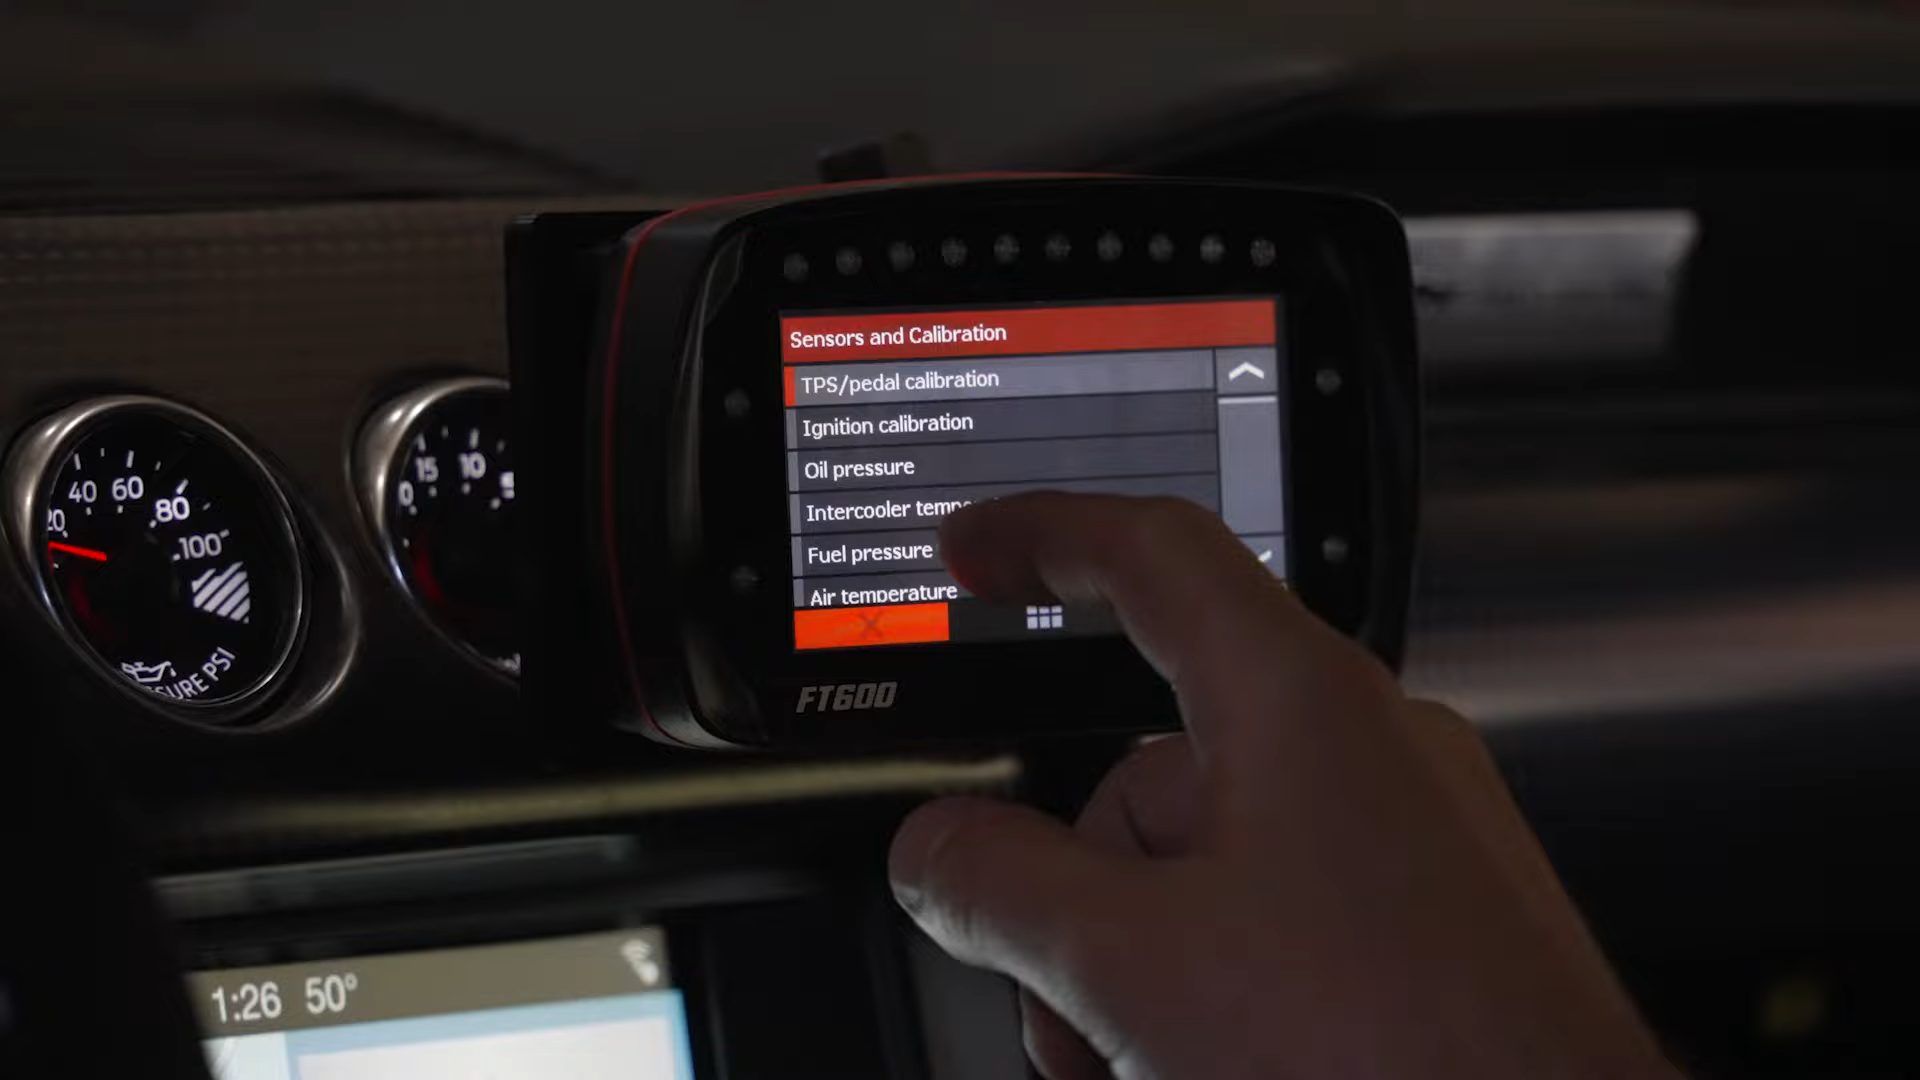 Sensors and Calibration
TPS/pedal calibration
Ignition calibration
Oil pressure
Intercooler
Fuel pressure
Air temperature
FT600
20 40 60 80 100
PSI
15 10
1:26 50°